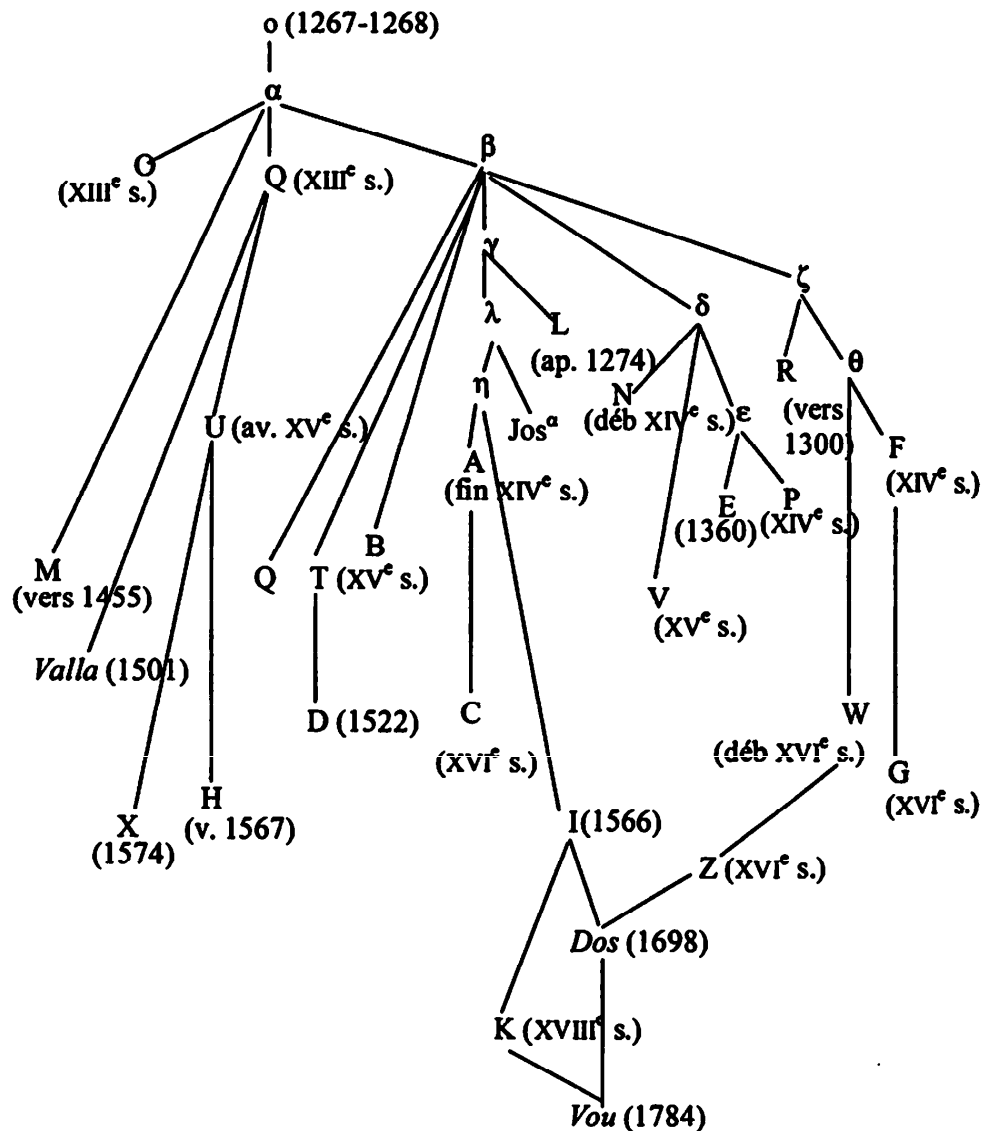 o (1267-1268)
α
β
O
(XIIIᵉ s.)
Q (XIIIᵉ s.)
γ
ζ
λ
L
(ap. 1274)
δ
R
(vers
1300)
θ
η
Josᵅ
N
(déb XIVᵉ s.)
ε
U (av. XVᵉ s.)
A
(fin XIVᵉ s.)
F
(XIVᵉ s.)
E
(1360)
P
(XIVᵉ s.)
M
(vers 1455)
Q
T
B
(XVᵉ s.)
V
(XVᵉ s.)
Valla (1501)
D (1522)
C
(XVIᵉ s.)
W
(déb XVIᵉ s.)
G
(XVIᵉ s.)
X
(1574)
H
(v. 1567)
I(1566)
Z (XVIᵉ s.)
Dos (1698)
K (XVIIIᵉ s.)
Vou (1784)